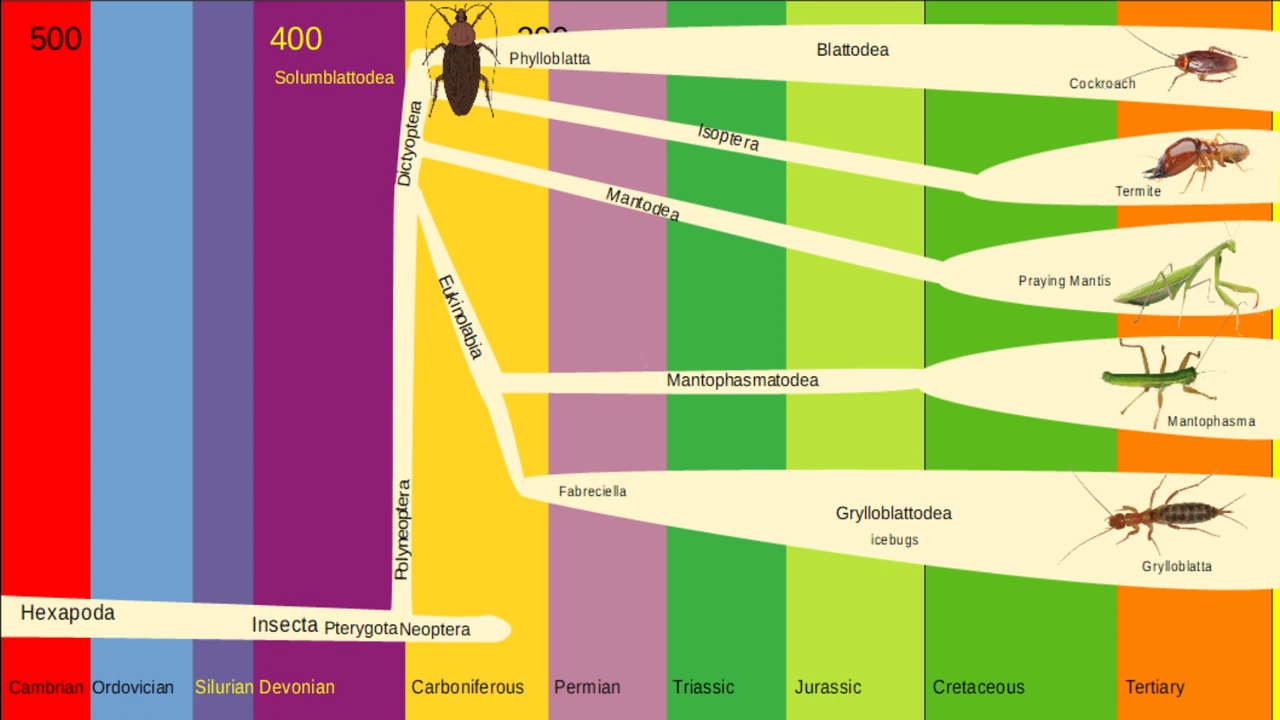 500
400
Solumblattodea
Phylloblatta
Blattodea
Cockroach
Dictyoptera
Isoptera
Termite
Mantodea
Praying Mantis
Eukinolabia
Mantophasmatodea
Mantophasma
Polyneoptera
Fabreciella
Grylloblattodea
icebugs
Grylloblatta
Hexapoda
Insecta
Pterygota
Neoptera
Cambrian
Ordovician
Silurian
Devonian
Carboniferous
Permian
Triassic
Jurassic
Cretaceous
Tertiary